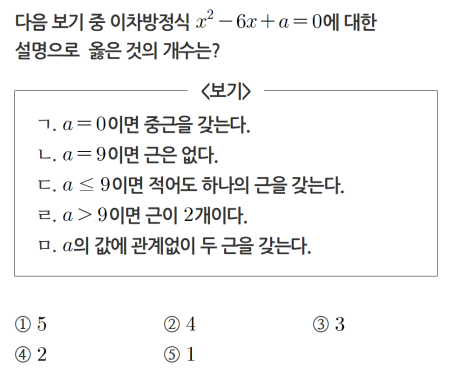 다음 보기 중 이차방정식 x² − 6x + a = 0에 대한
설명으로 옳은 것의 개수는?
<보기>
ㄱ. a = 0이면 중근을 갖는다.
ㄴ. a = 9이면 근은 없다.
ㄷ. a ≤ 9이면 적어도 하나의 근을 갖는다.
ㄹ. a > 9이면 근이 2개이다.
ㅁ. a의 값에 관계없이 두 근을 갖는다.
① 5 ② 4 ③ 3
④ 2 ⑤ 1